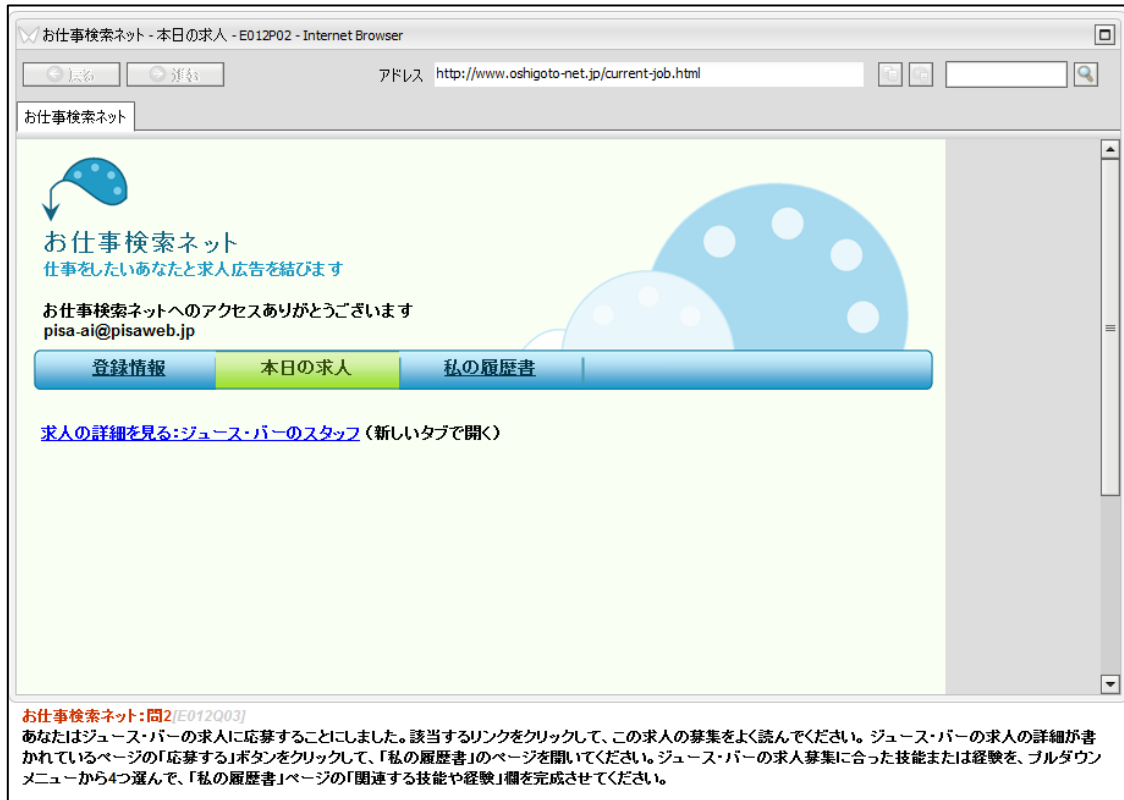 お仕事検索ネット - 本日の求人 - E012P02 - Internet Browser
戻る 進む アドレス http://www.oshigoto-net.jp/current-job.html
お仕事検索ネット
お仕事検索ネット
仕事をしたいあなたと求人広告を結びます
お仕事検索ネットへのアクセスありがとうございます
pisa-ai@pisaweb.jp
登録情報 本日の求人 私の履歴書
求人の詳細を見る:ジュース・バーのスタッフ (新しいタブで開く)
お仕事検索ネット:問2[E012Q03]
あなたはジュース・バーの求人に応募することにしました。該当するリンクをクリックして、この求人の募集をよく読んでください。 ジュース・バーの求人の詳細が書
かれているページの「応募する」ボタンをクリックして、「私の履歴書」のページを開いてください。ジュース・バーの求人募集に合った技能または経験を、プルダウン
メニューから4つ選んで、「私の履歴書」ページの「関連する技能や経験」欄を完成させてください。